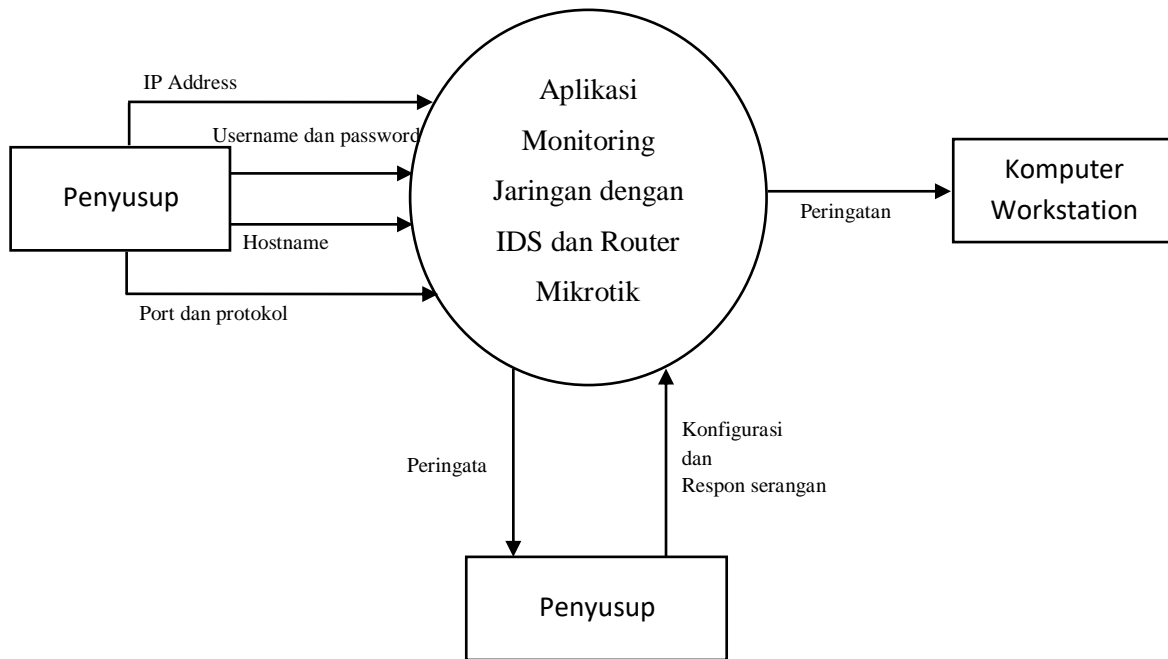 IP Address
Username dan password
Penyusup
Hostname
Port dan protokol
Aplikasi
Monitoring
Jaringan dengan
IDS dan Router
Mikrotik
Peringatan
Komputer
Workstation
Peringata
Konfigurasi
dan
Respon serangan
Penyusup